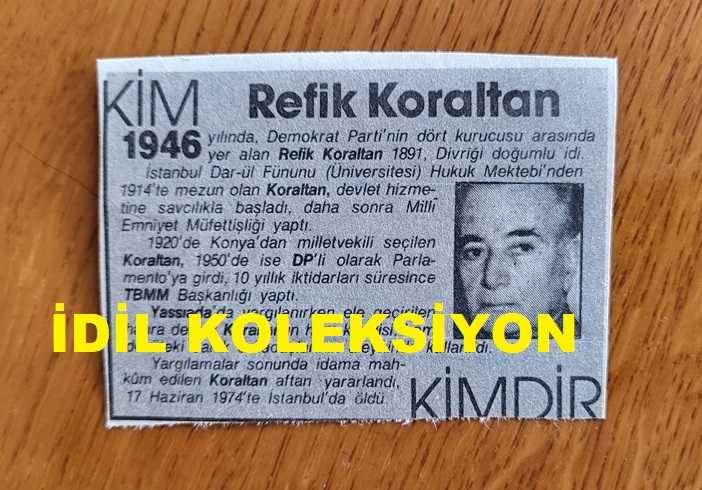 KİM
Refik Koraltan
1946 yılında, Demokrat Parti'nin dört kurucusu arasında
yer alan Refik Koraltan 1891, Divriği doğumlu idi.
İstanbul Dar-ül Fünunu (Üniversitesi) Hukuk Mektebi'nden
1914'te mezun olan Koraltan, devlet hizme-
tine savcılıkla başladı, daha sonra Milli
Emniyet Müfettişliği yaptı.
1920'de Konya'dan milletvekili seçilen
Koraltan, 1950'de ise DP'li olarak Parla-
mento'ya girdi, 10 yıllık iktidarları süresince
TBMM Başkanlığı yaptı.
Yassıada'da yargılanırken ele geçirilen
Koraltan
İDİL KOLEKSİYON
Yargılamalar sonunda idama mah-
kûm edilen Koraltan aftan yararlandı,
17 Haziran 1974'te İstanbul'da öldü.
KİMDİR